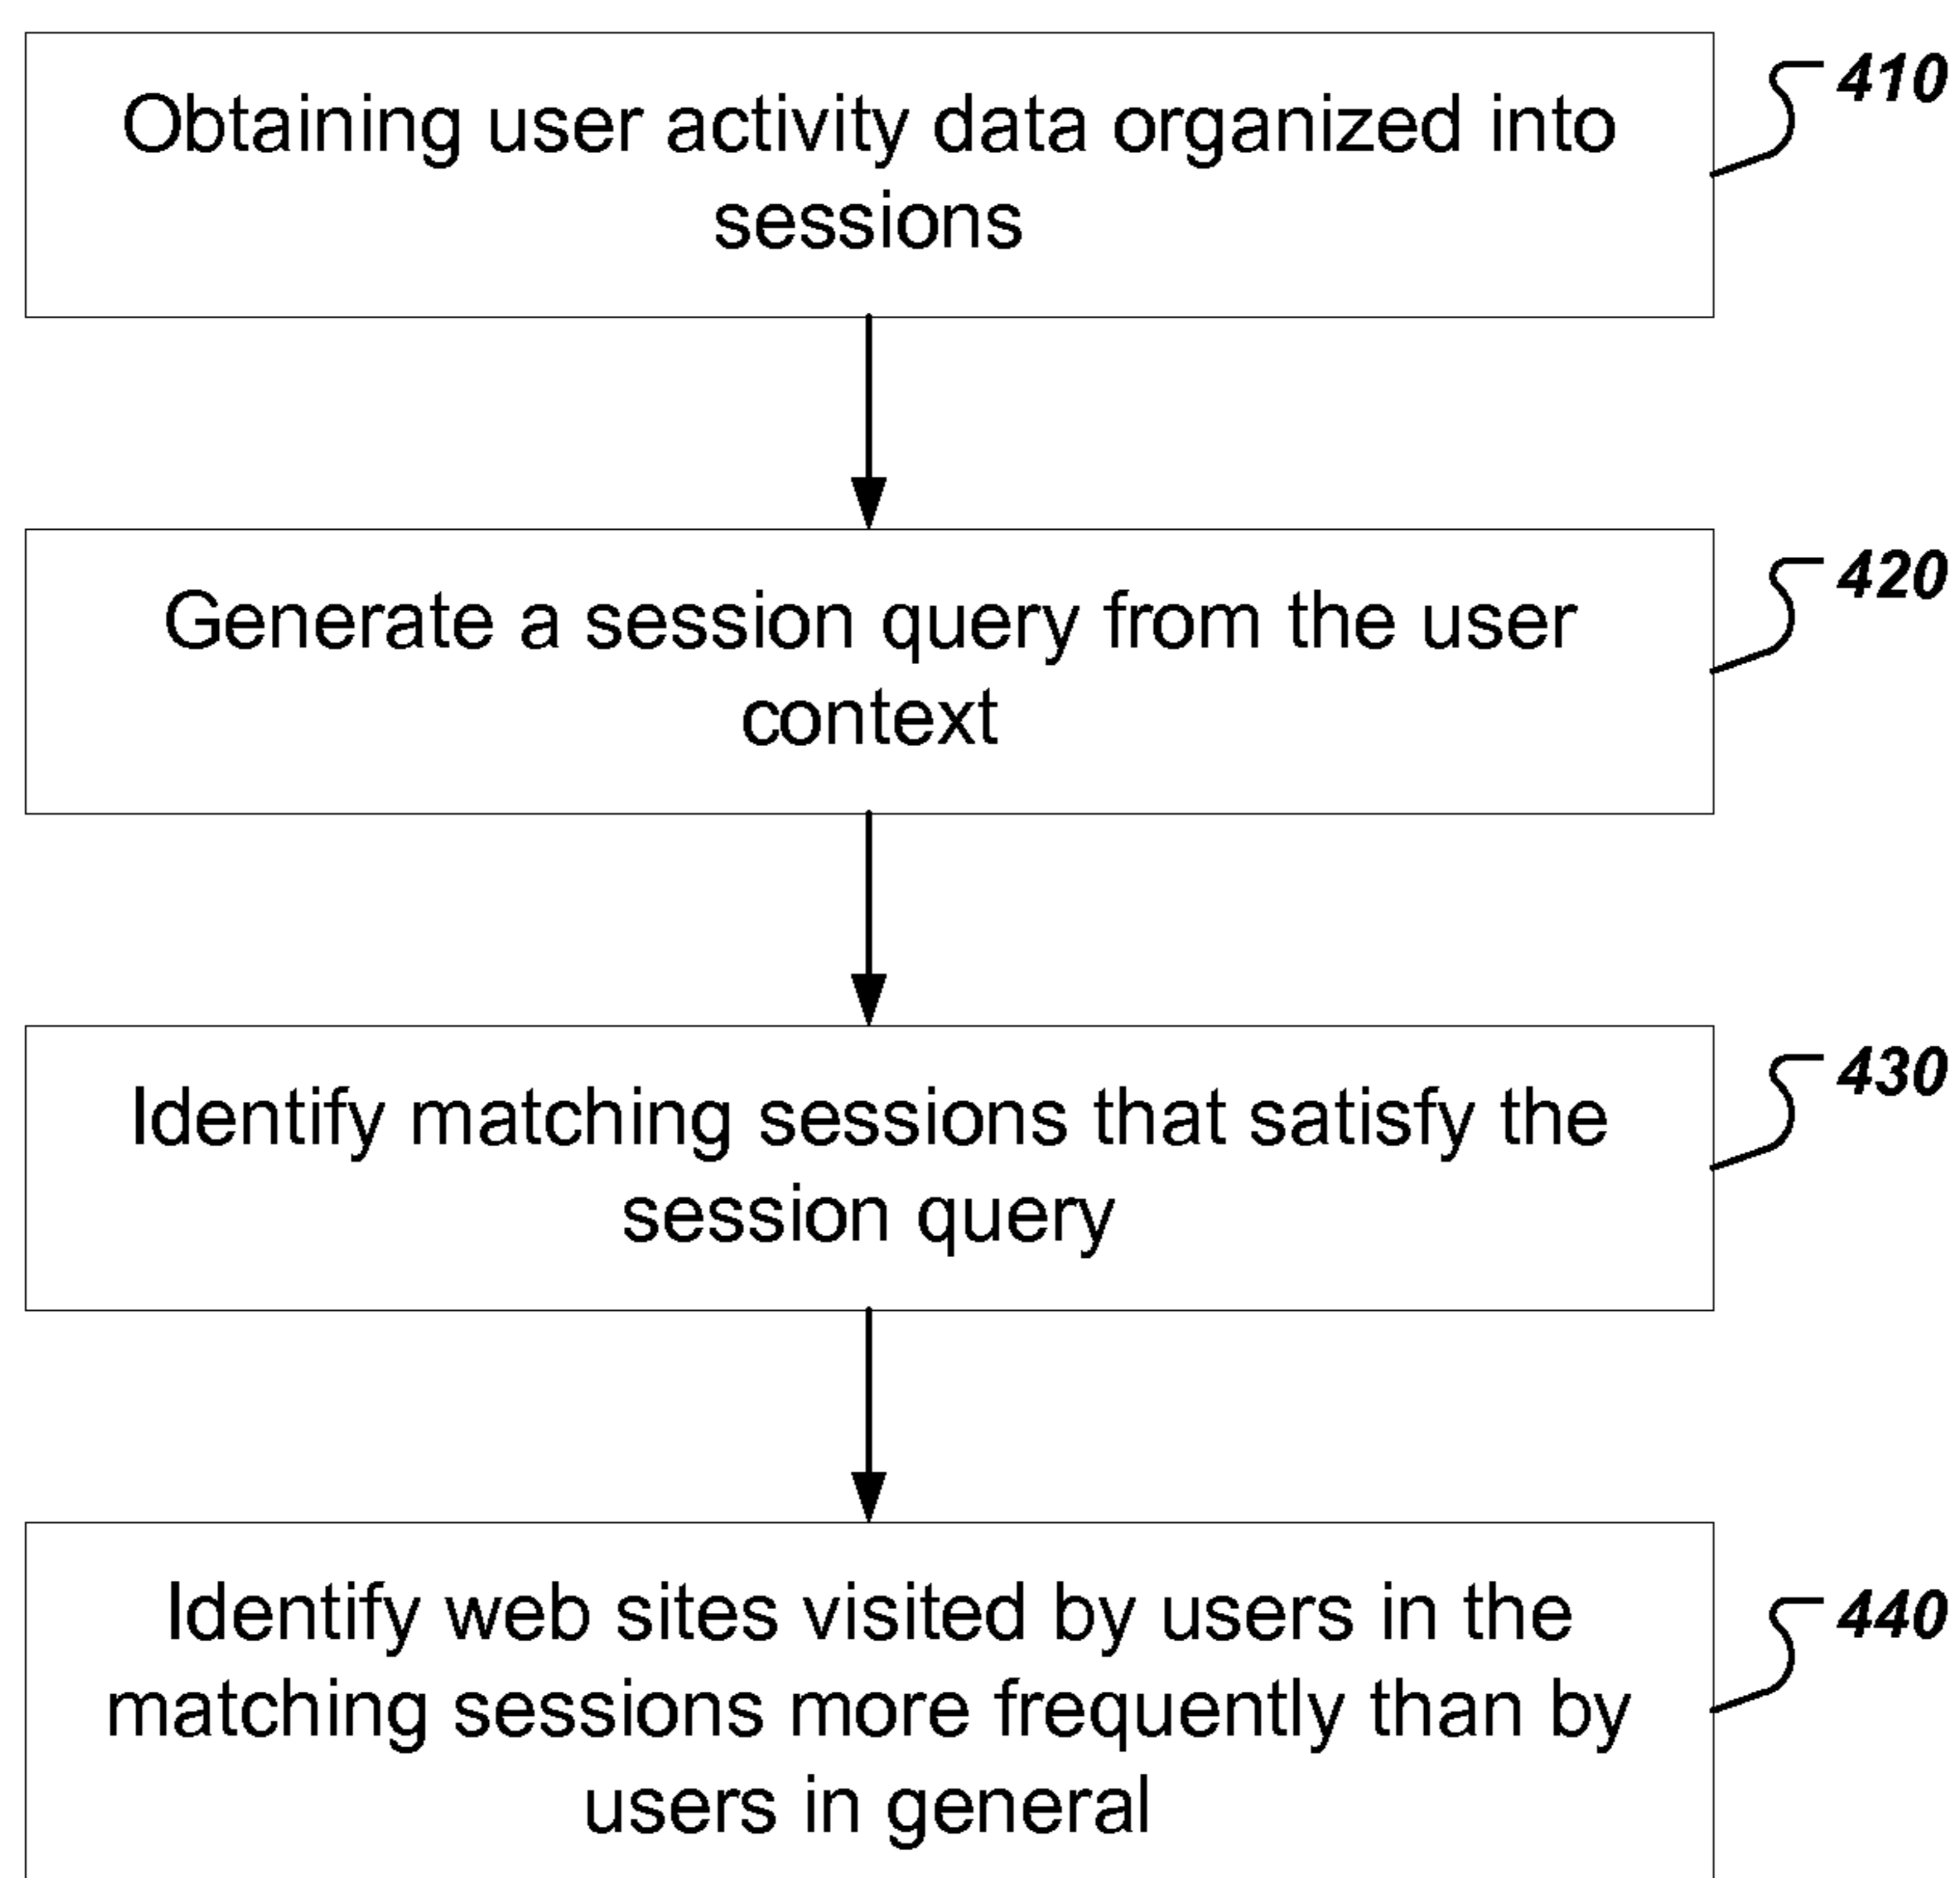 Obtaining user activity data organized into
sessions
410
Generate a session query from the user
context
420
Identify matching sessions that satisfy the
session query
430
Identify web sites visited by users in the
matching sessions more frequently than by
users in general
440